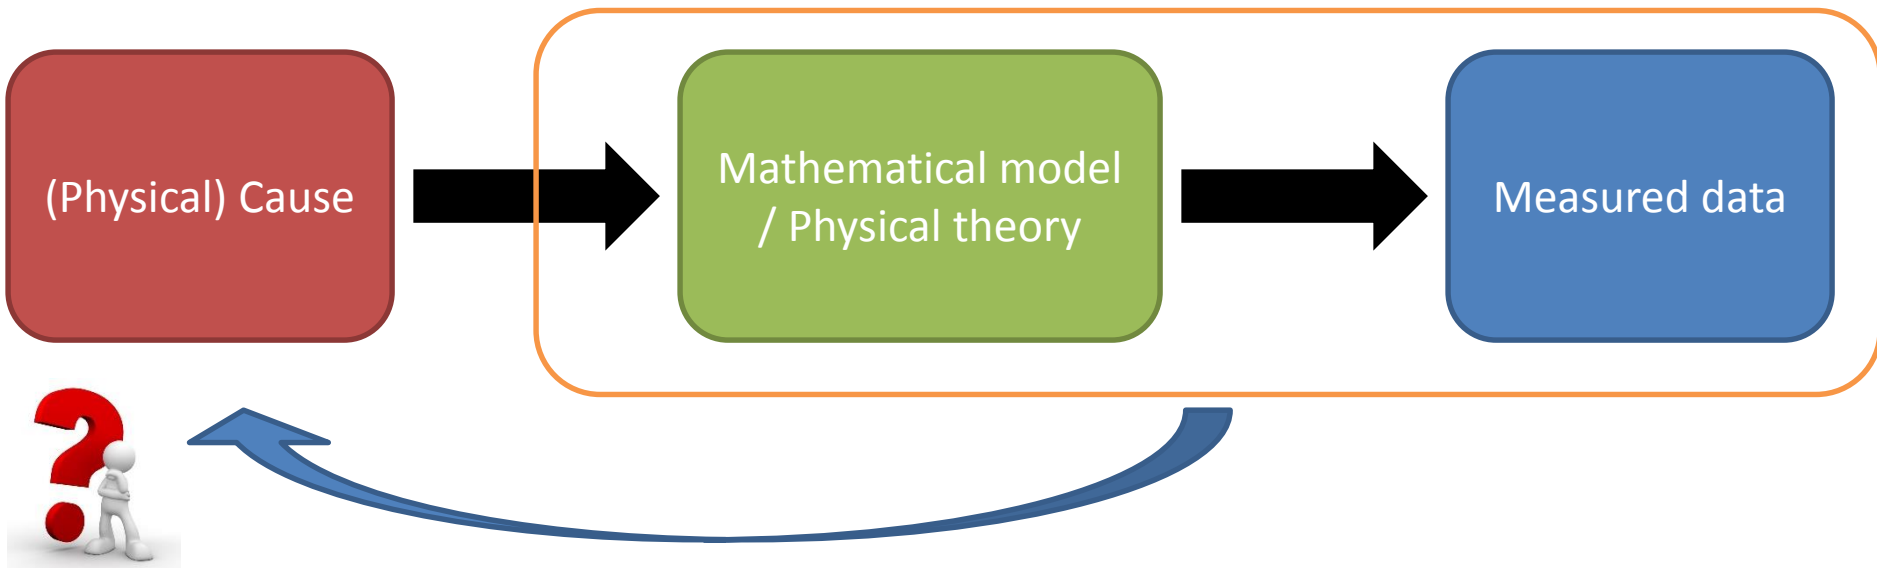 (Physical) Cause
Mathematical model
/ Physical theory
Measured data